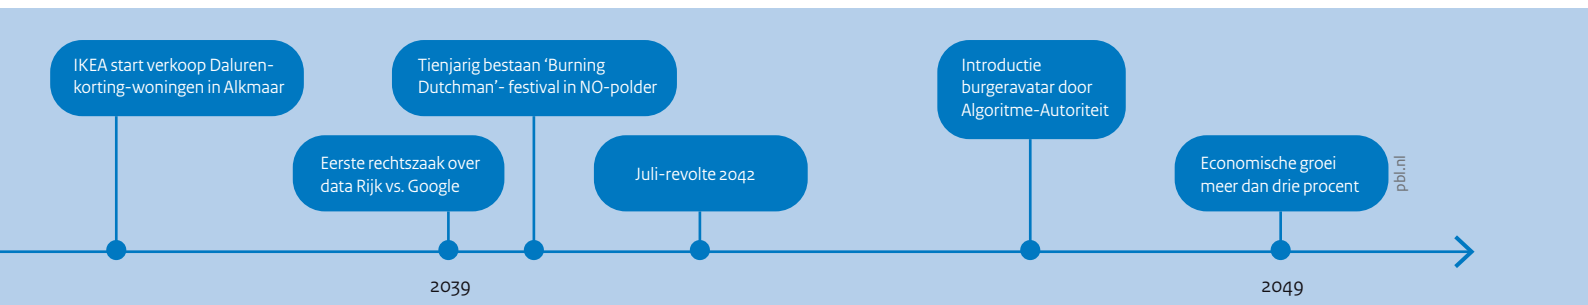 IKEA start verkoop Daluren-
korting-woningen in Alkmaar
Tienjarig bestaan ‘Burning
Dutchman’- festival in NO-polder
Introductie
burgeravatar door
Algoritme-Autoriteit
Eerste rechtszaak over
data Rijk vs. Google
Juli-revolte 2042
Economische groei
meer dan drie procent
pbl.nl
2039
2049